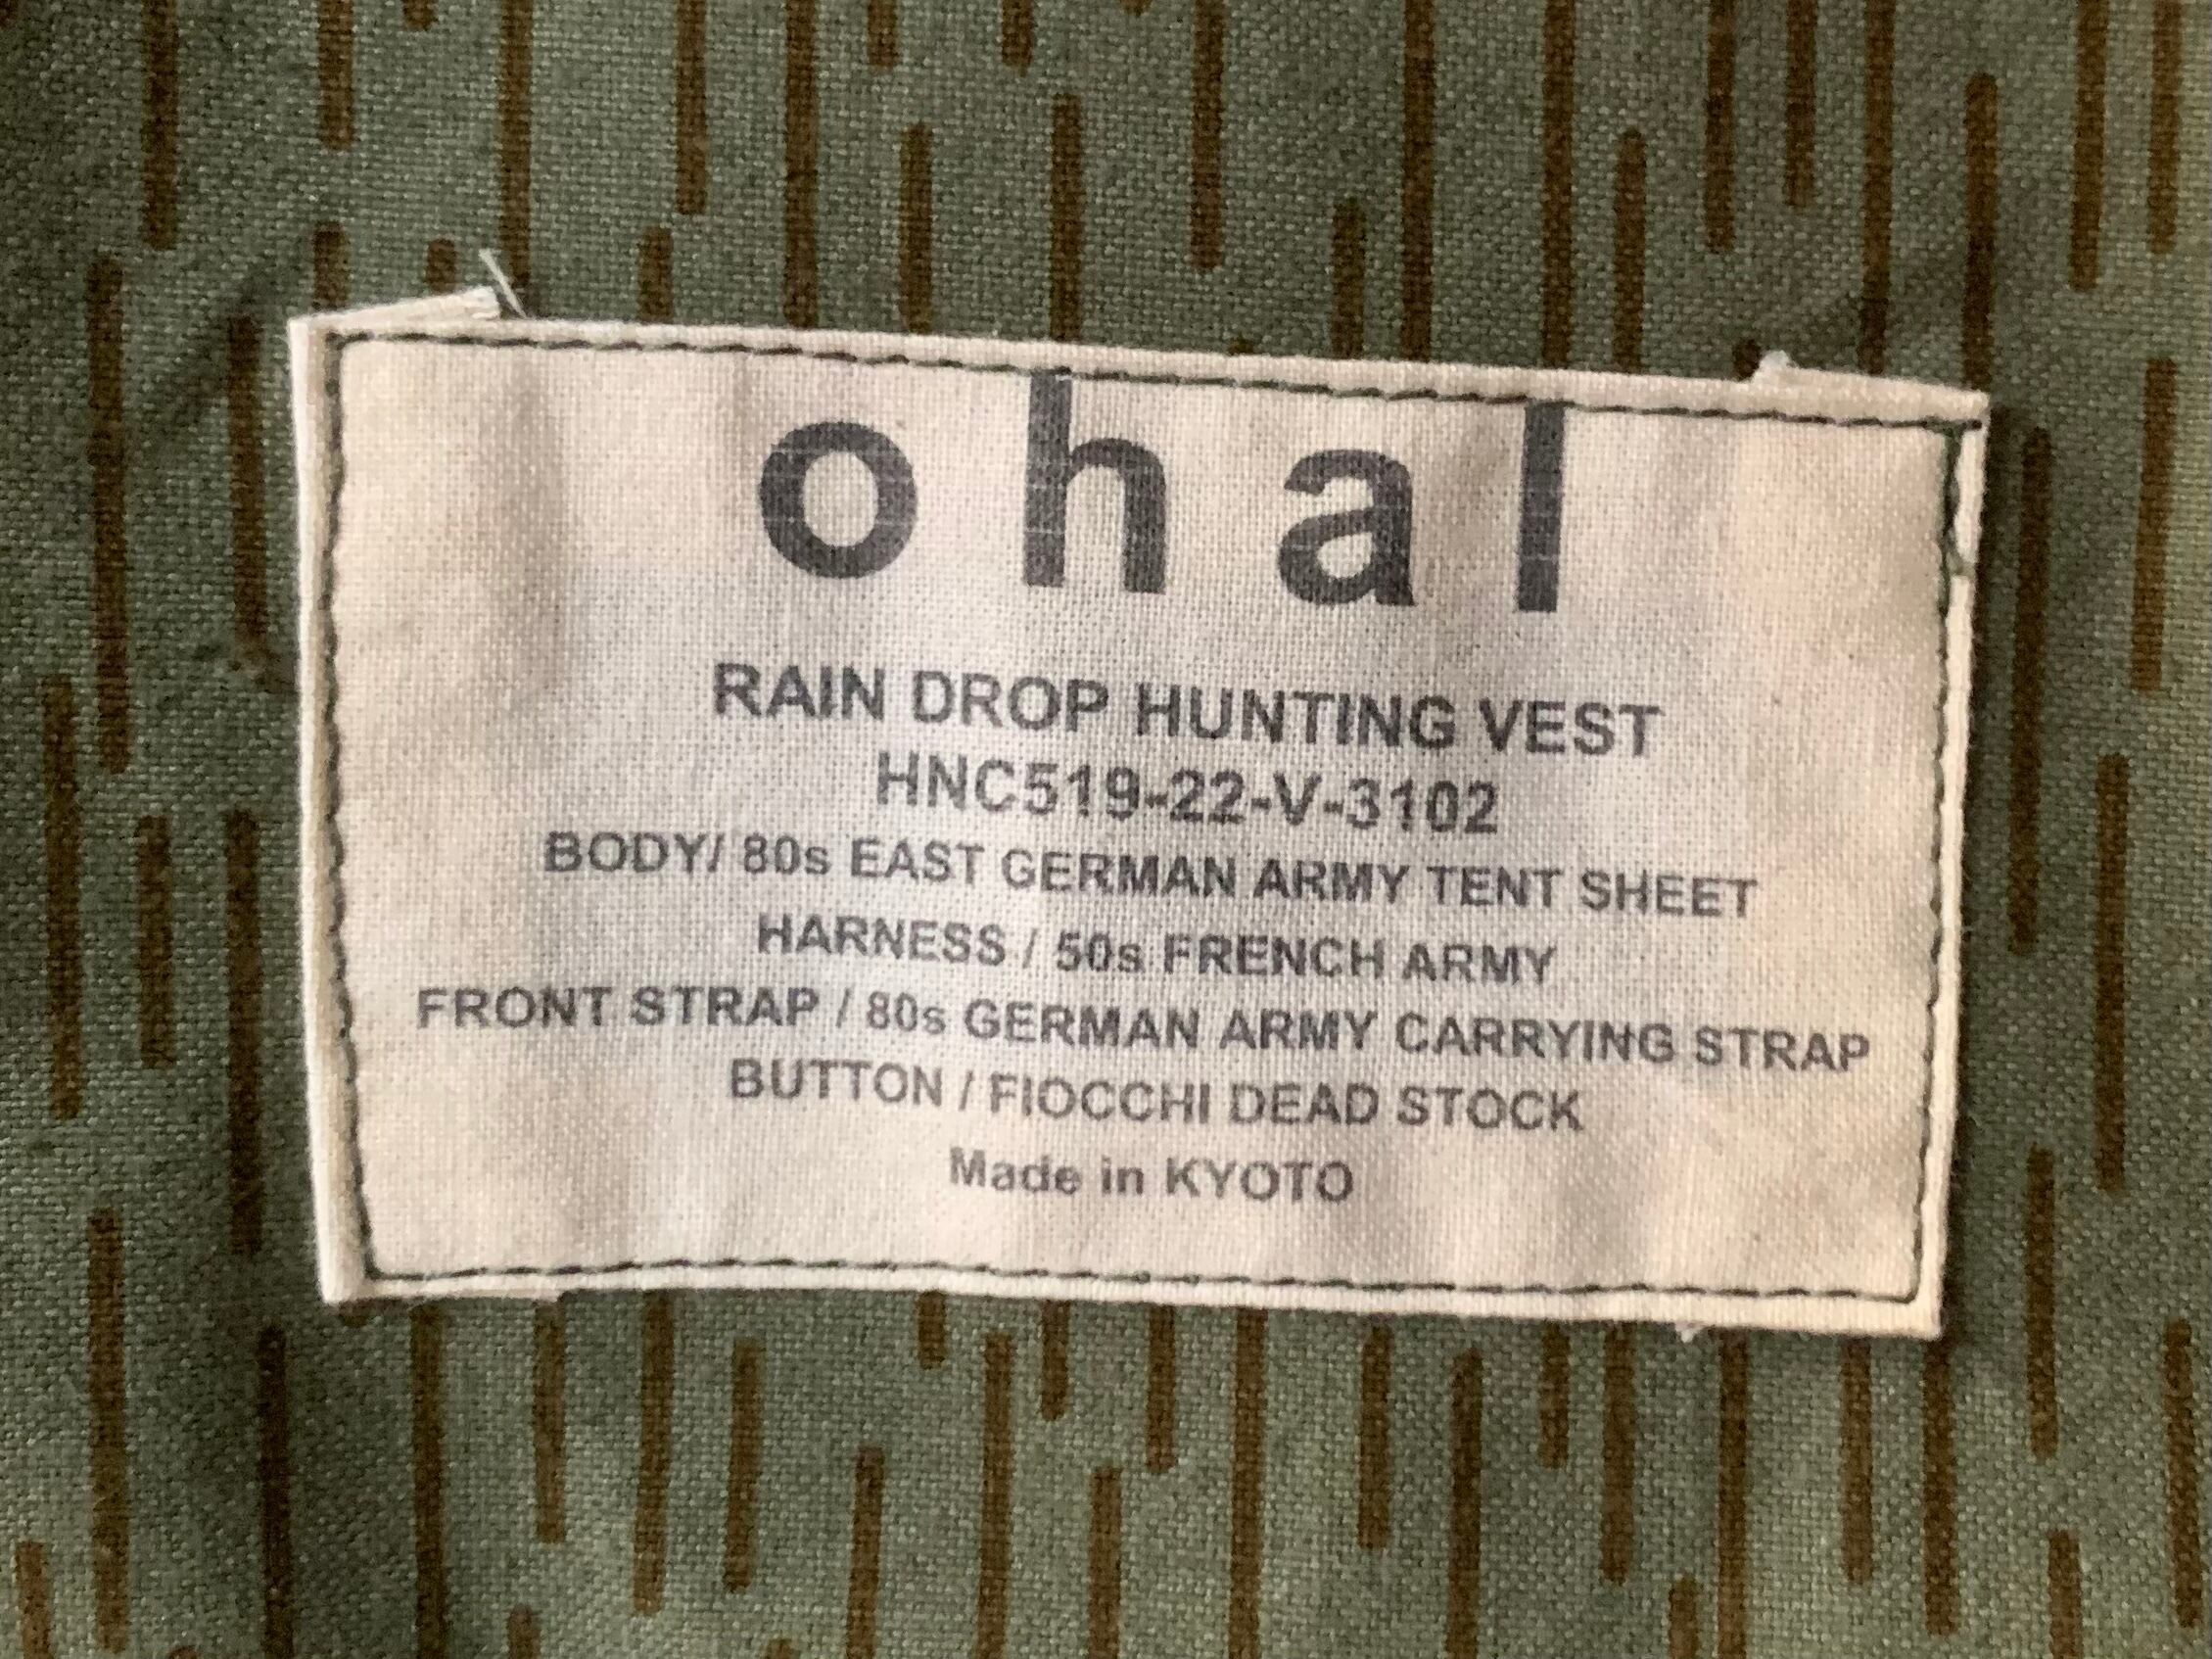 ohal
RAIN DROP HUNTING VEST
HNC519-22-V-3102
BODY/ 80s EAST GERMAN ARMY TENT SHEET
HARNESS / 50s FRENCH ARMY
FRONT STRAP / 80s GERMAN ARMY CARRYING STRAP
BUTTON / FIOCCHI DEAD STOCK
Made in KYOTO